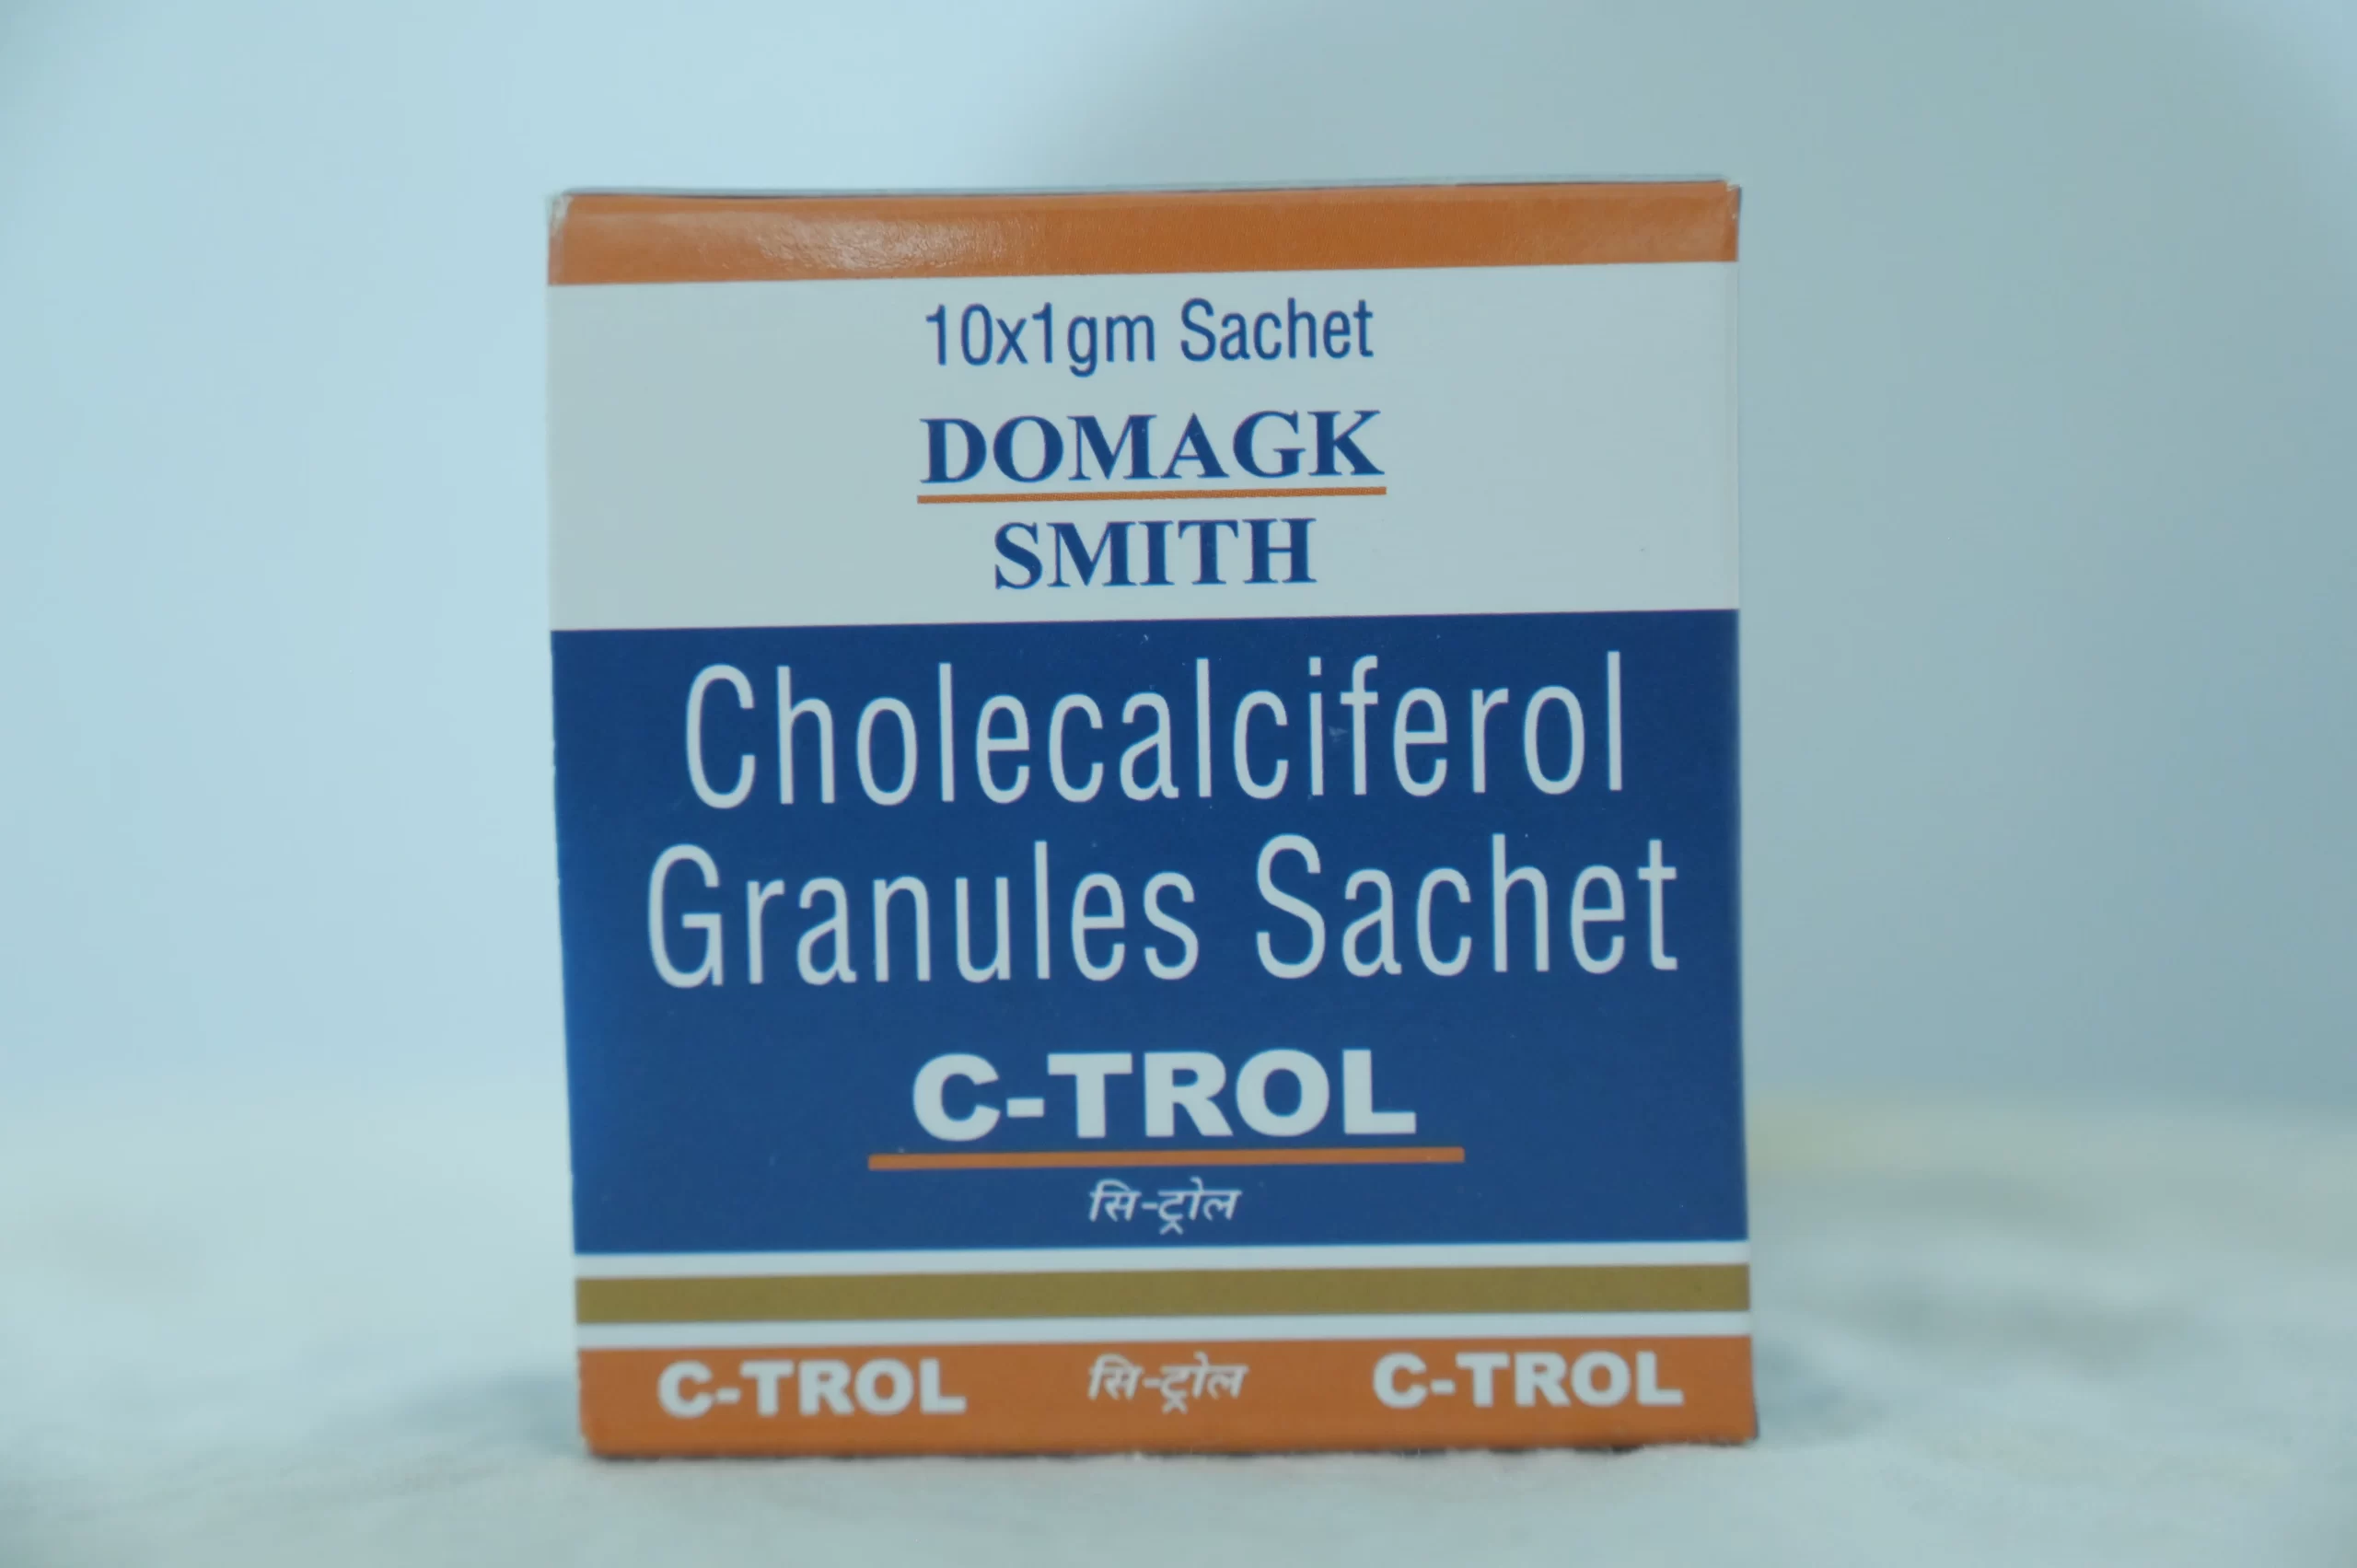 10x1gm Sachet
DOMAGK
SMITH
Cholecalciferol
Granules Sachet
C-TROL
सि-ट्रोल
C-TROL सि-ट्रोल C-TROL